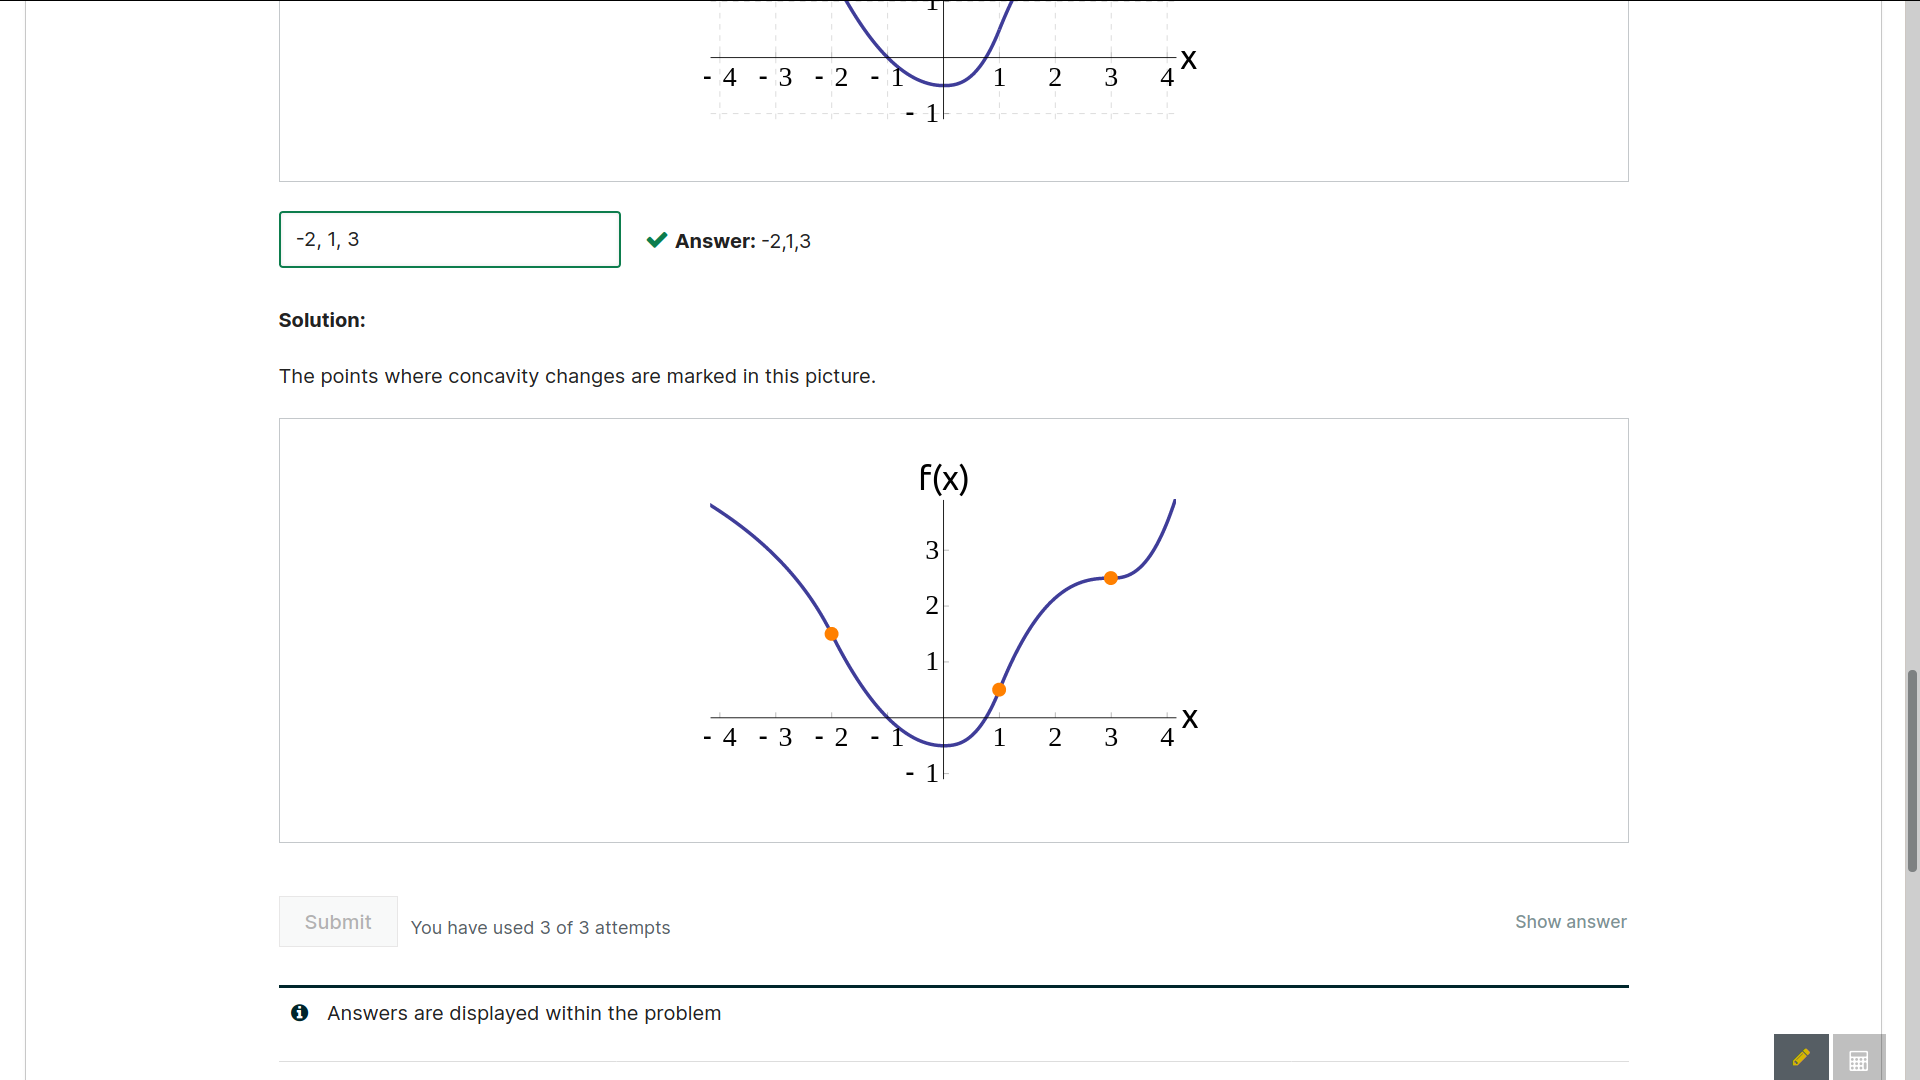 1
X
- 4 - 3 - 2 - 1 1 2 3 4
- 1
-2, 1, 3
Answer: -2,1,3
Solution:
The points where concavity changes are marked in this picture.
f(x)
3
2
1
X
- 4 - 3 - 2 - 1 1 2 3 4
- 1
Submit
You have used 3 of 3 attempts
Show answer
Answers are displayed within the problem